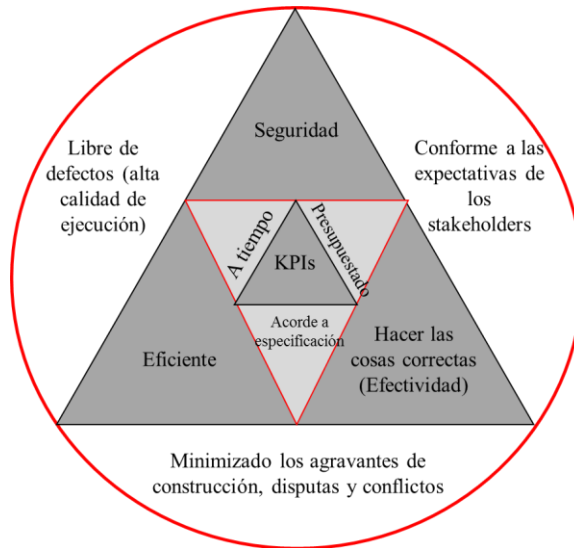 Seguridad
Libre de
defectos (alta
calidad de
ejecución)
Conforme a las
expectativas de
los
stakeholders
A tiempo
Presupuestado
KPIs
Acorde a
especificación
Eficiente
Hacer las
cosas correctas
(Efectividad)
Minimizado los agravantes de
construcción, disputas y conflictos